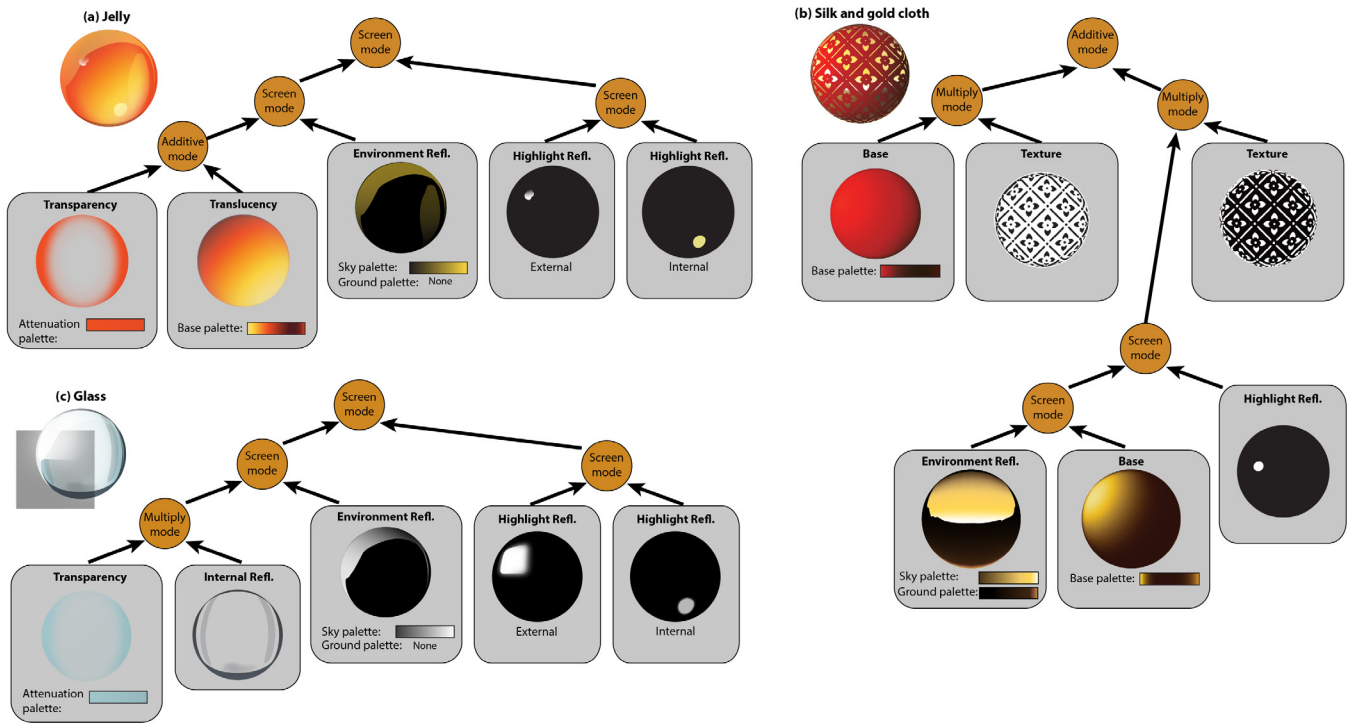 (a) Jelly
Screen
mode
Screen
mode
Screen
mode
Additive
mode
Environment Refl.
Sky palette:
Ground palette: None
Highlight Refl.
External
Highlight Refl.
Internal
Transparency
Attenuation
palette:
Translucency
Base palette:
(b) Silk and gold cloth
Additive
mode
Multiply
mode
Multiply
mode
Base
Base palette:
Texture
Texture
Screen
mode
Screen
mode
Highlight Refl.
Environment Refl.
Sky palette:
Ground palette:
Base
Base palette:
(c) Glass
Screen
mode
Screen
mode
Screen
mode
Multiply
mode
Environment Refl.
Sky palette:
Ground palette: None
Highlight Refl.
External
Highlight Refl.
Internal
Transparency
Attenuation
palette:
Internal Refl.